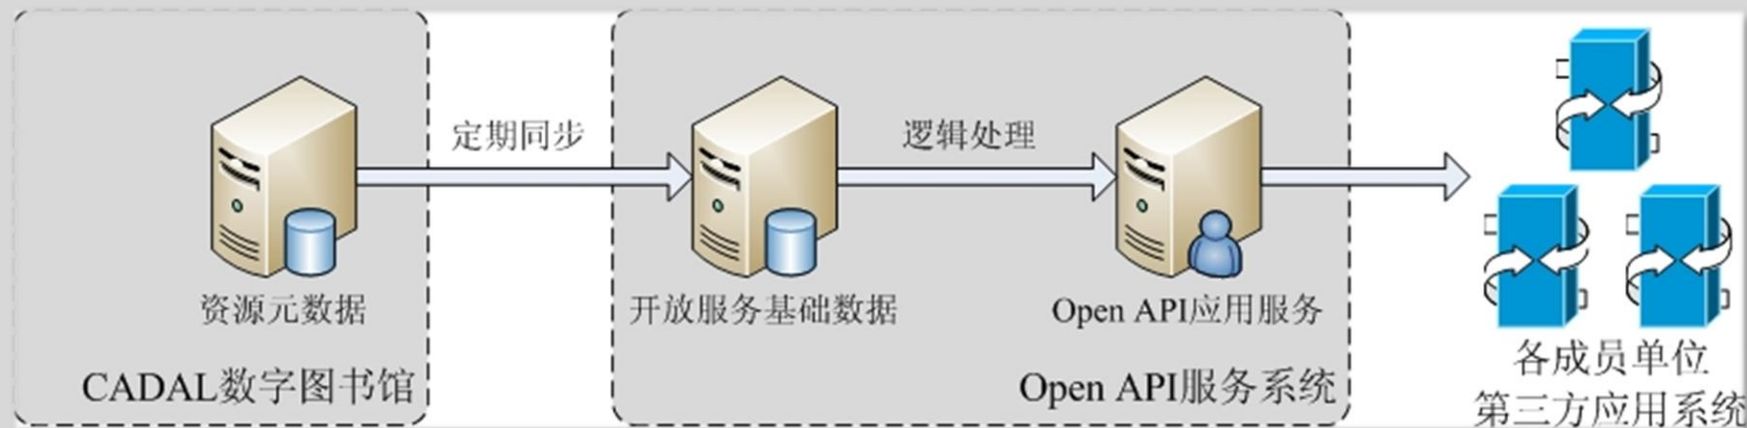 定期同步
逻辑处理
资源元数据
开放服务基础数据
Open API应用服务
CADAL数字图书馆
Open API服务系统
各成员单位
第三方应用系统